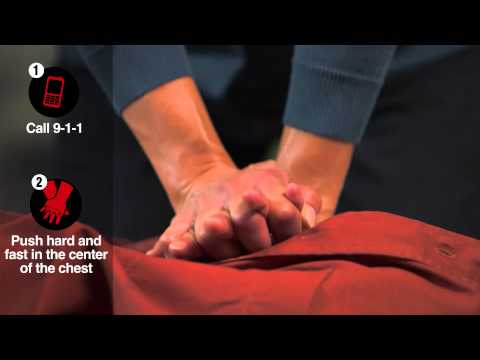 1
Call 9-1-1
2
Push hard and
fast in the center
of the chest